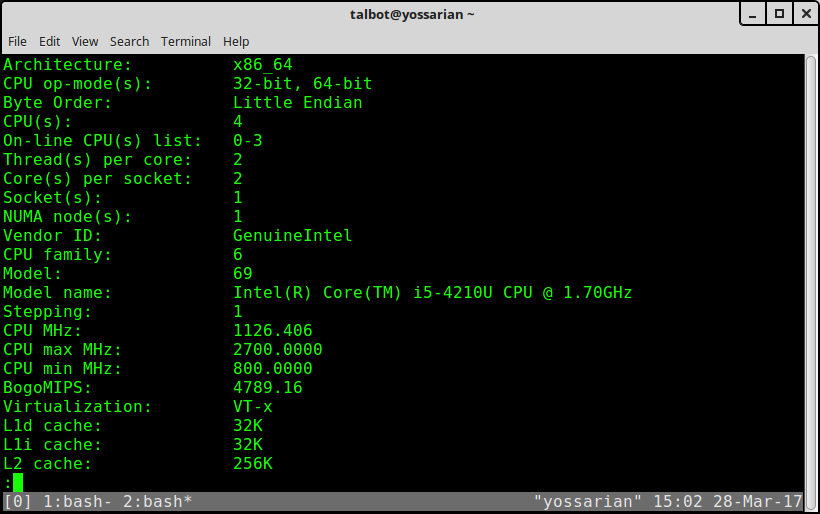 talbot@yossarian ~
File Edit View Search Terminal Help
Architecture: x86_64
CPU op-mode(s): 32-bit, 64-bit
Byte Order: Little Endian
CPU(s): 4
On-line CPU(s) list: 0-3
Thread(s) per core: 2
Core(s) per socket: 2
Socket(s): 1
NUMA node(s): 1
Vendor ID: GenuineIntel
CPU family: 6
Model: 69
Model name: Intel(R) Core(TM) i5-4210U CPU @ 1.70GHz
Stepping: 1
CPU MHz: 1126.406
CPU max MHz: 2700.0000
CPU min MHz: 800.0000
BogoMIPS: 4789.16
Virtualization: VT-x
L1d cache: 32K
L1i cache: 32K
L2 cache: 256K
:
[0] 1:bash- 2:bash* "yossarian" 15:02 28-Mar-17